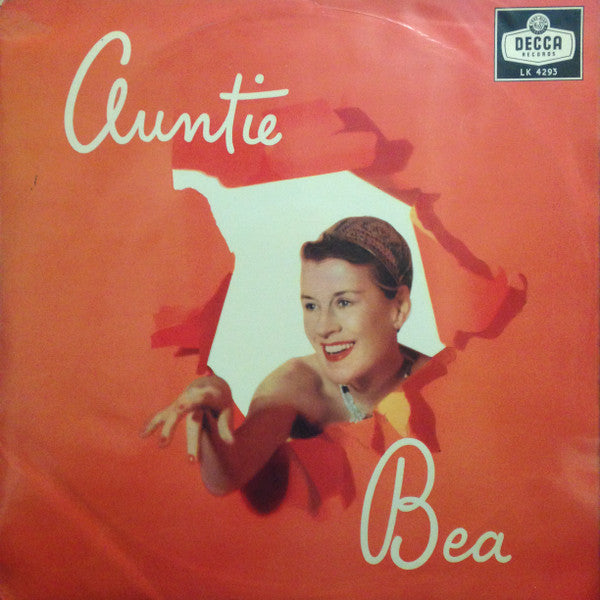 Auntie
DECCA
RECORDS
LK 4293
Bea